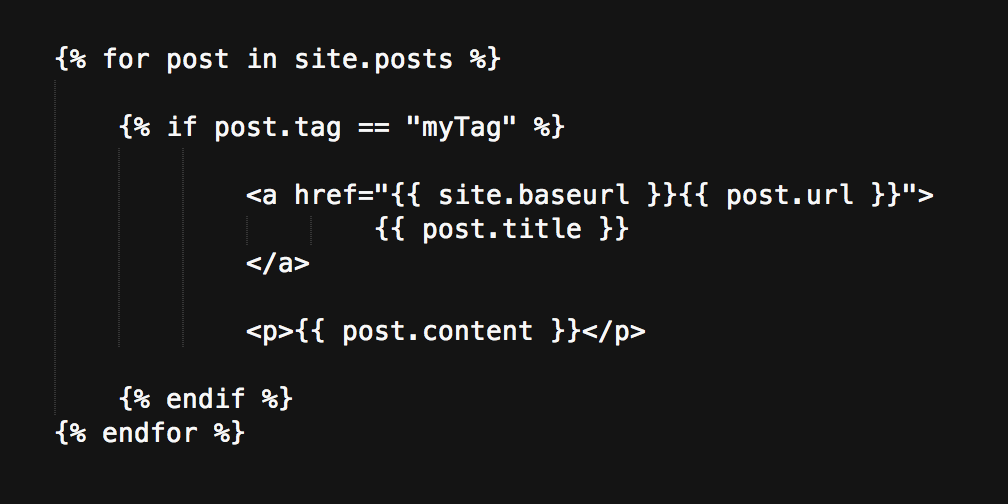 {% for post in site.posts %}
{% if post.tag == "myTag" %}
<a href="{{ site.baseurl }}{{ post.url }}">
{{ post.title }}
</a>
<p>{{ post.content }}</p>
{% endif %}
{% endfor %}